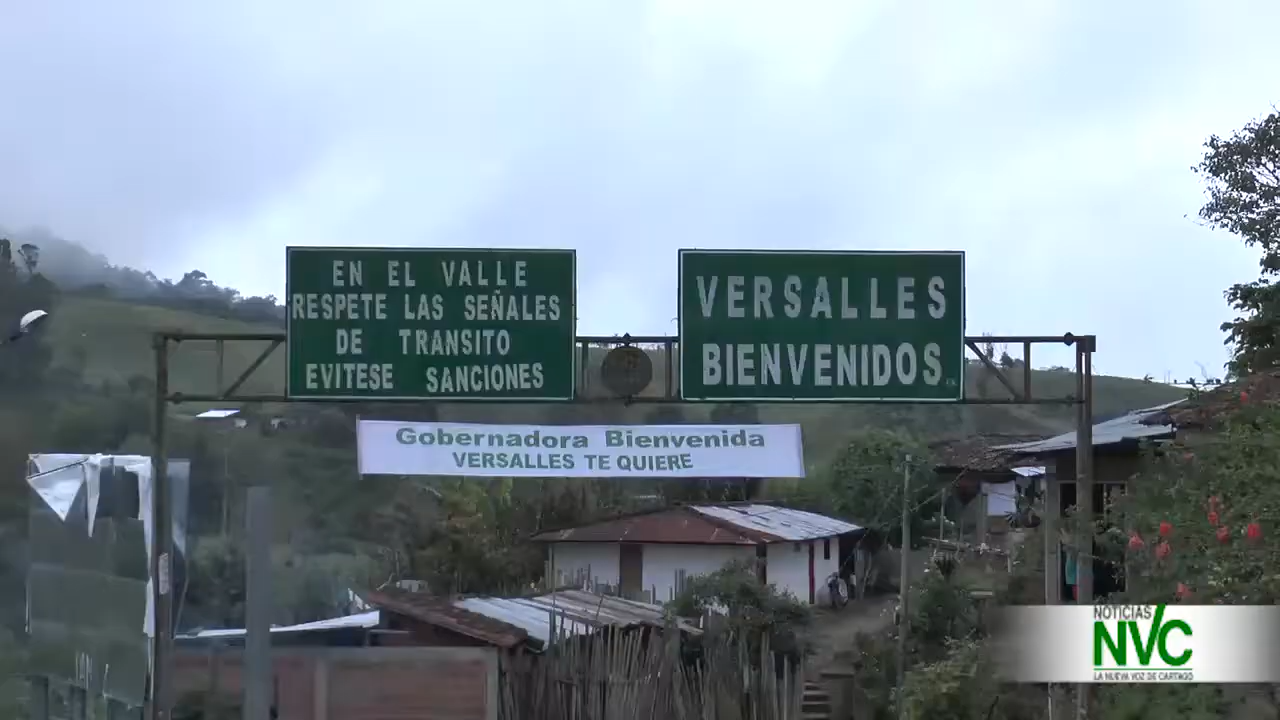 EN EL VALLE
RESPETE LAS SEÑALES
DE TRANSITO
EVITESE SANCIONES
VERSALLES
BIENVENIDOS
Gobernadora Bienvenida
VERSALLES TE QUIERE
NOTICIAS
NVC
LA NUEVA VOZ DE CARTAGO